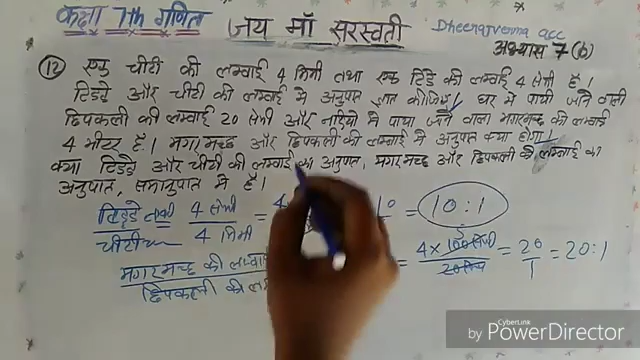 कक्षा 7th गणित
जय माँ सरस्वती
Dheerajverma acc
अभ्यास 7(b)
(12) एक चींटी की लम्बाई 4 मिमी तथा एक टिड्डे की लम्बाई 4 सेमी है।
टिड्डे और चींटी की लम्बाई में अनुपात ज्ञात कीजिए। घर में पायी जाने वाली
छिपकली की लम्बाई 20 सेमी और नदियों में पाया जाने वाला मगरमच्छ की लम्बाई
4 मीटर है। मगरमच्छ और छिपकली की लम्बाई में अनुपात क्या होगा।
क्या टिड्डे और चींटी की लम्बाई का अनुपात, मगरमच्छ और छिपकली की लम्बाई का
अनुपात, समानुपात में है।
टिड्डे 4 सेमी = 4 = 10:1
4 मिमी
मगरमच्छ की = 4 × 100 सेमी = 20 = 20:1
छिपकली की 20 1
CyberLink
by PowerDirector